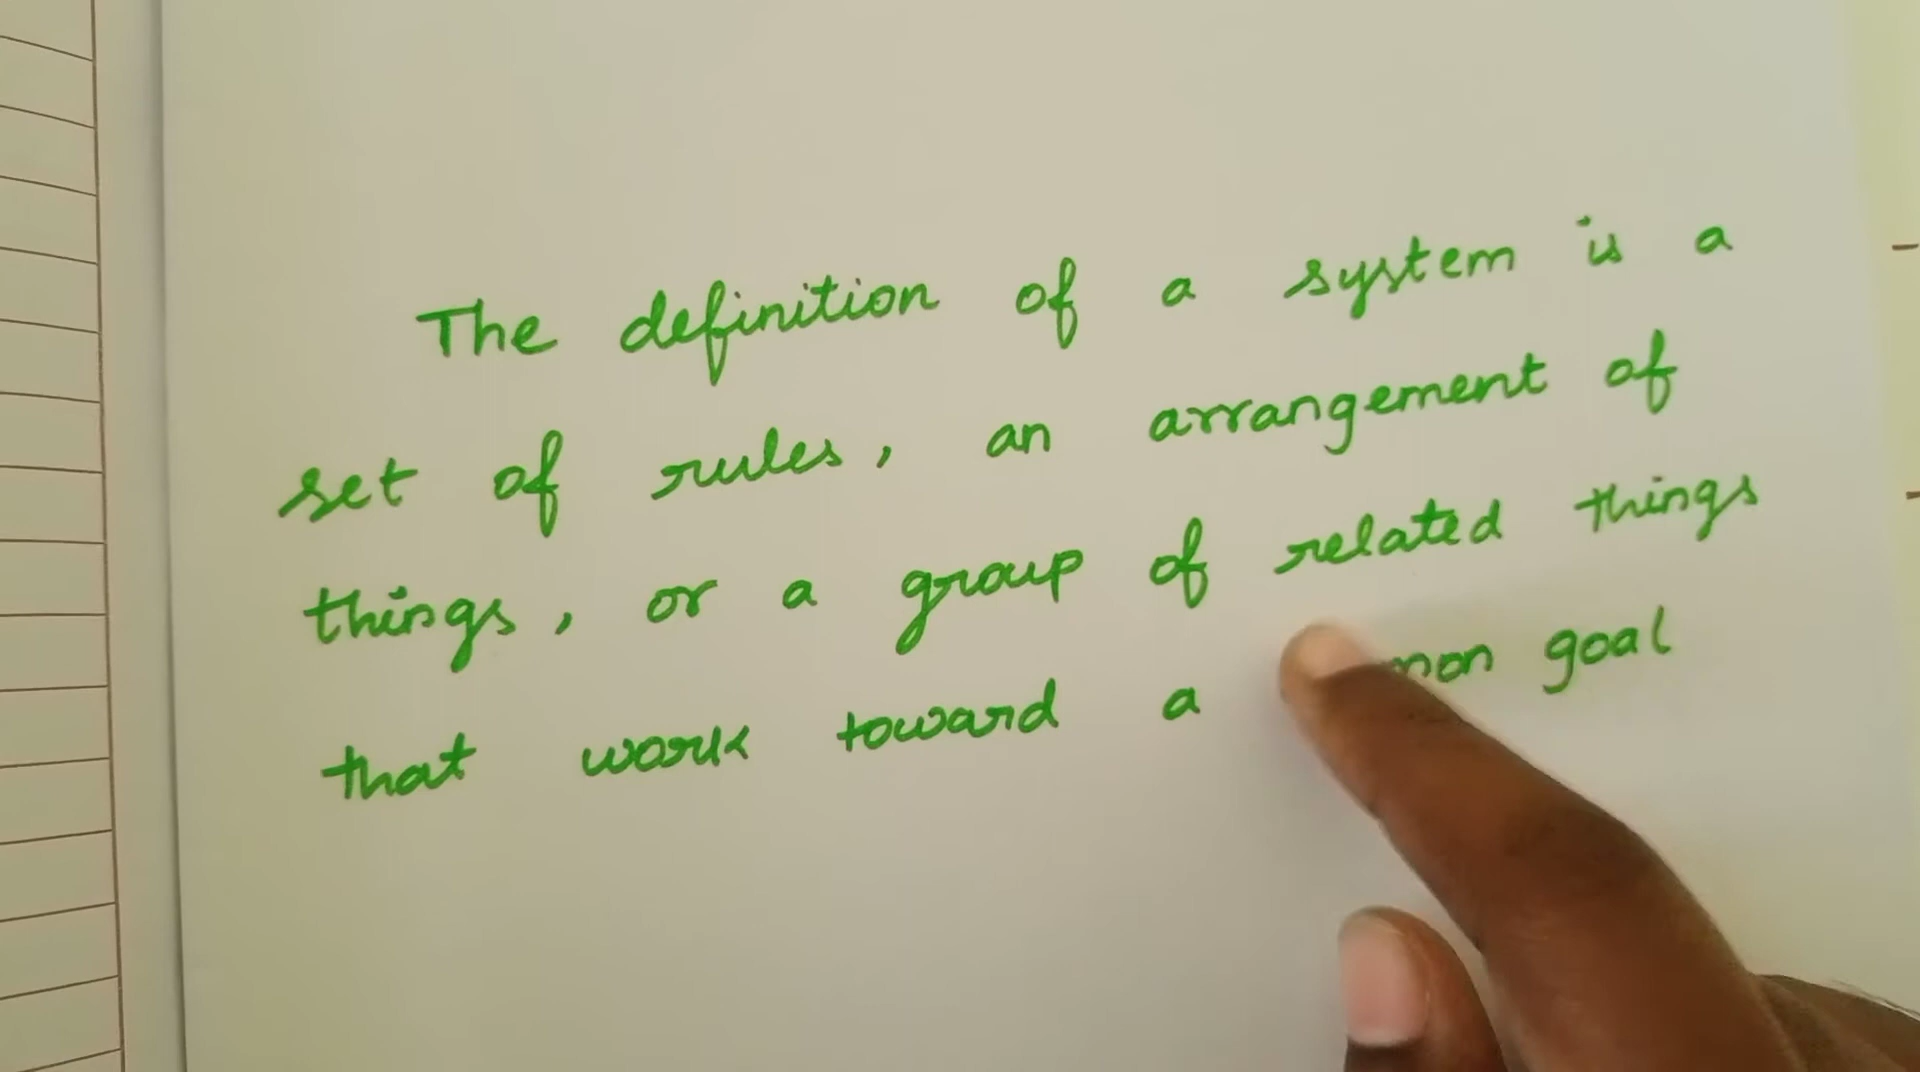 The definition of a system is a
set of rules, an arrangement of
things, or a group of related things
that work toward a mon goal